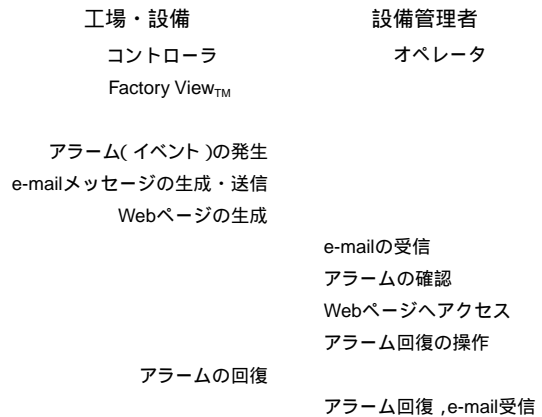 工場・設備 設備管理者
コントローラ オペレータ
Factory ViewTM
アラーム(イベント)の発生
e-mailメッセージの生成・送信
Webページの生成
e-mailの受信
アラームの確認
Webページへアクセス
アラーム回復の操作
アラームの回復
アラーム回復,e-mail受信